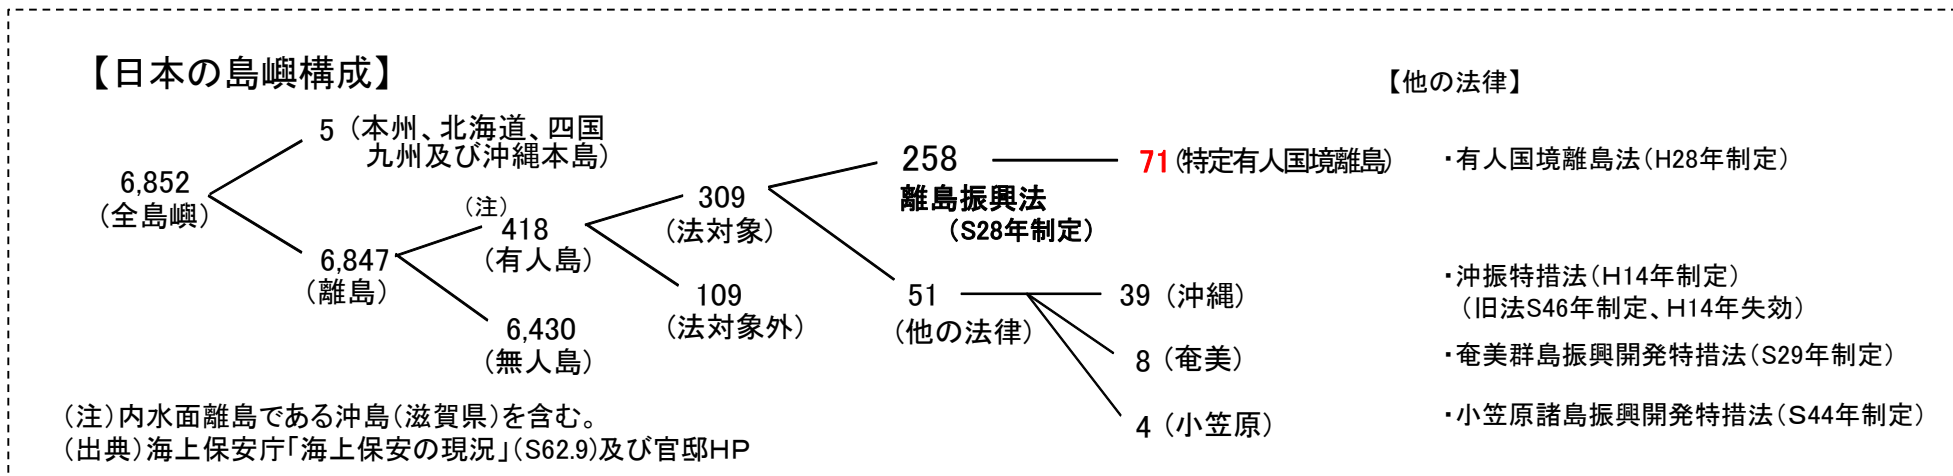 【日本の島嶼構成】
【他の法律】
5 （本州、北海道、四国
九州及び沖縄本島）
6,852
（全島嶼）
6,847
（離島）
（注）
418
（有人島）
6,430
（無人島）
309
（法対象）
109
（法対象外）
258
離島振興法
（S28年制定）
51
（他の法律）
71（特定有人国境離島）
39 （沖縄）
8 （奄美）
4 （小笠原）
・有人国境離島法（H28年制定）
・沖振特措法（H14年制定）
（旧法S46年制定、H14年失効）
・奄美群島振興開発特措法（S29年制定）
・小笠原諸島振興開発特措法（S44年制定）
（注）内水面離島である沖島（滋賀県）を含む。
（出典）海上保安庁「海上保安の現況」（S62.9）及び官邸HP